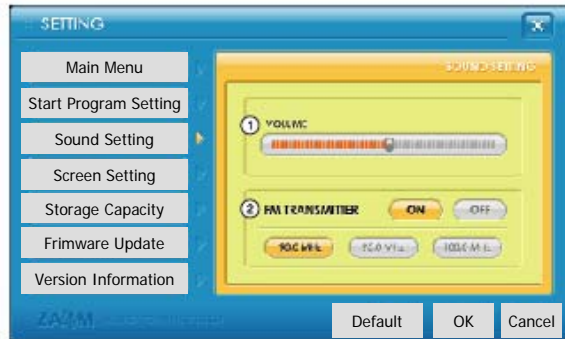 SETTING
Main Menu
Start Program Setting
Sound Setting
Screen Setting
Storage Capacity
Frimware Update
Version Information
SOUND SETTING
1 VOLUME
2 FM TRANSMITTER ON OFF
Default OK Cancel